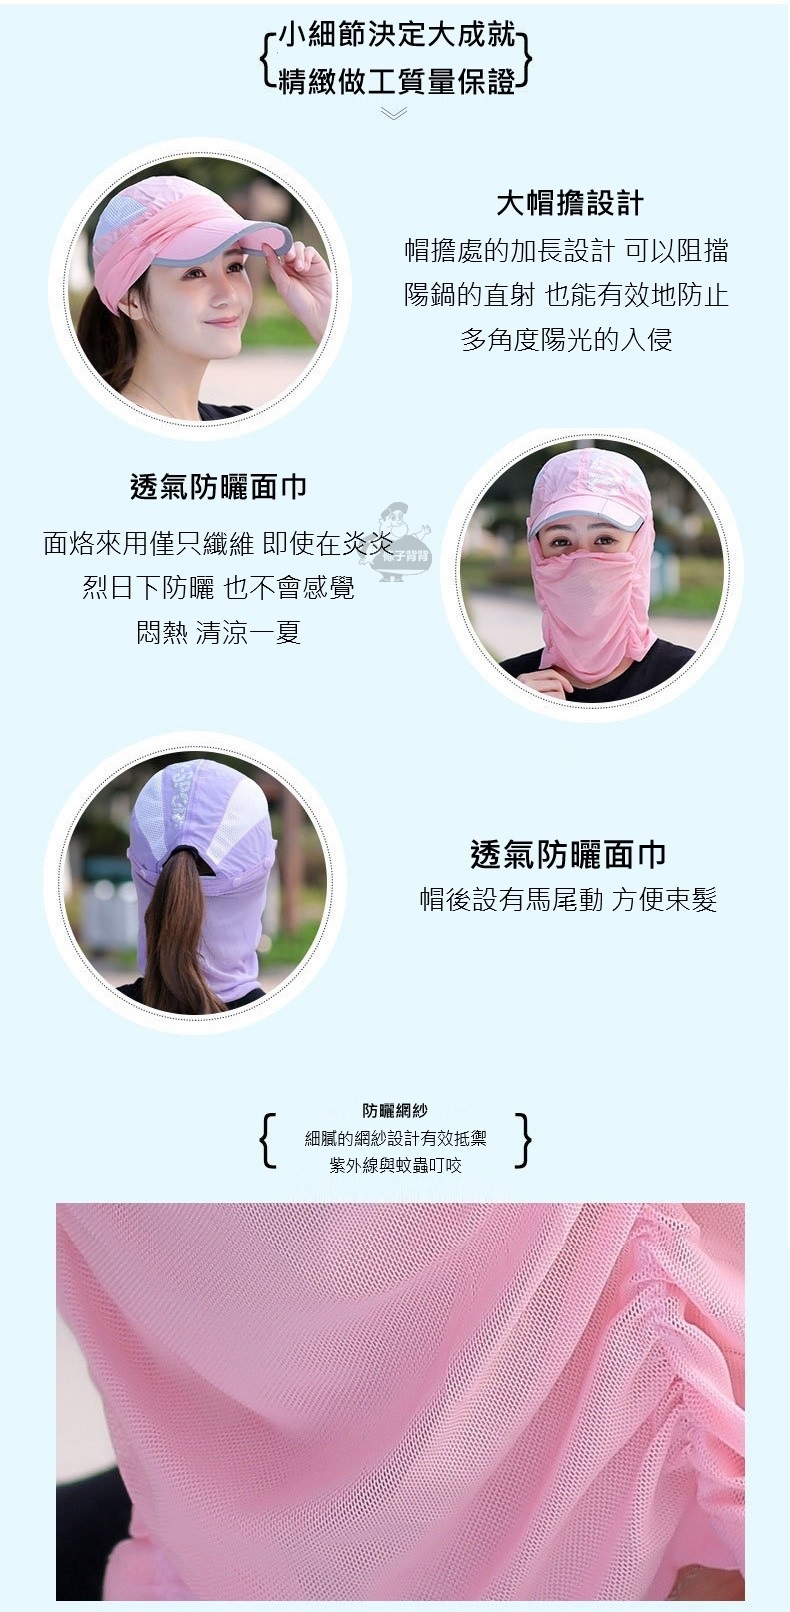 小細節決定大成就
精緻做工質量保證
大帽擔設計
帽擔處的加長設計 可以阻擋
陽鍋的直射 也能有效地防止
多角度陽光的入侵
透氣防曬面巾
面烙來用僅只纖維 即使在炎炎
烈日下防曬 也不會感覺
悶熱 清涼一夏
子背背
SPORT
透氣防曬面巾
帽後設有馬尾動 方便束髮
防曬網紗
細膩的網紗設計有效抵禦
紫外線與蚊蟲叮咬